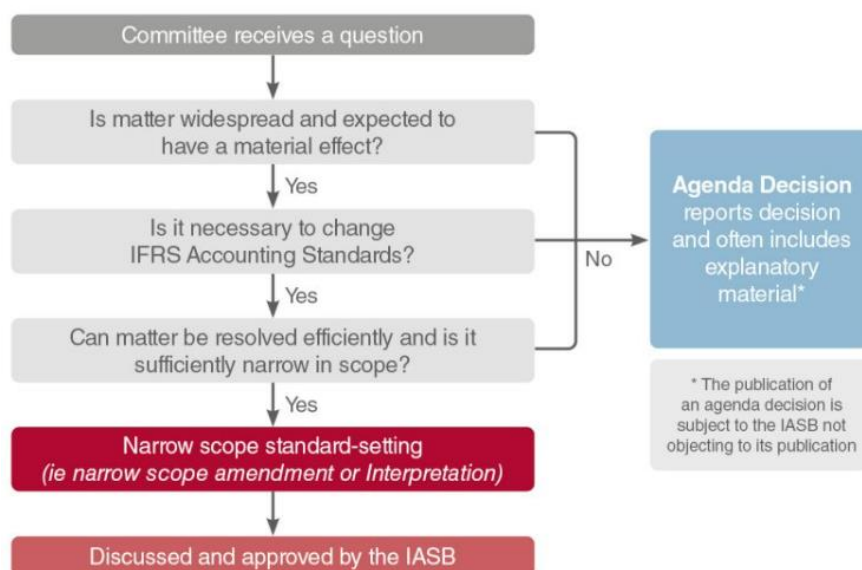 Committee receives a question
Is matter widespread and expected to
have a material effect?
Yes
Is it necessary to change
IFRS Accounting Standards?
Yes
Can matter be resolved efficiently and is it
sufficiently narrow in scope?
Yes
Narrow scope standard-setting
(ie narrow scope amendment or Interpretation)
Discussed and approved by the IASB
No
Agenda Decision
reports decision
and often includes
explanatory
material*
* The publication of
an agenda decision is
subject to the IASB not
objecting to its publication